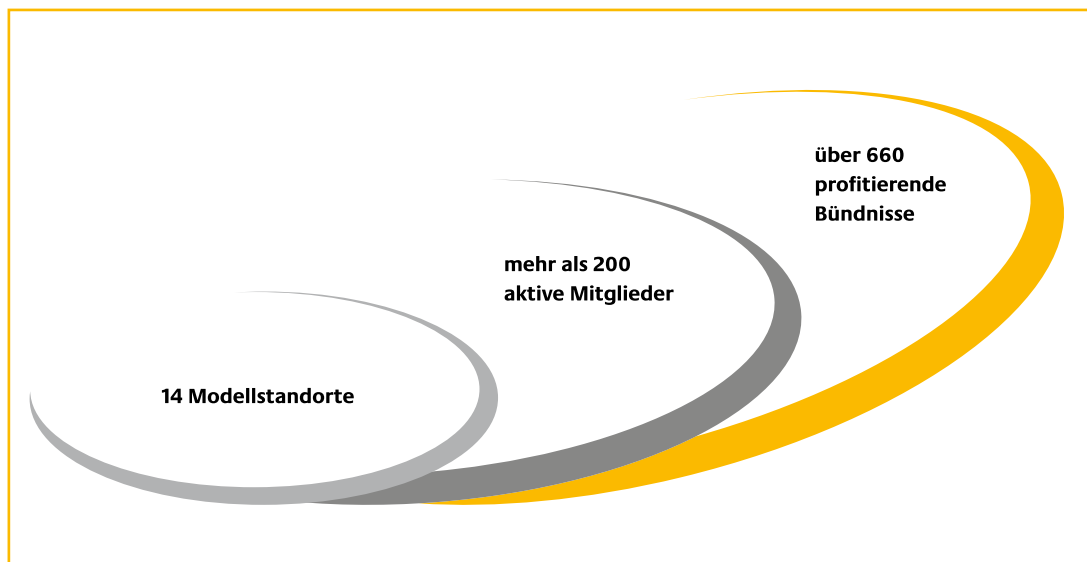 über 660
profitierende
Bündnisse
mehr als 200
aktive Mitglieder
14 Modellstandorte